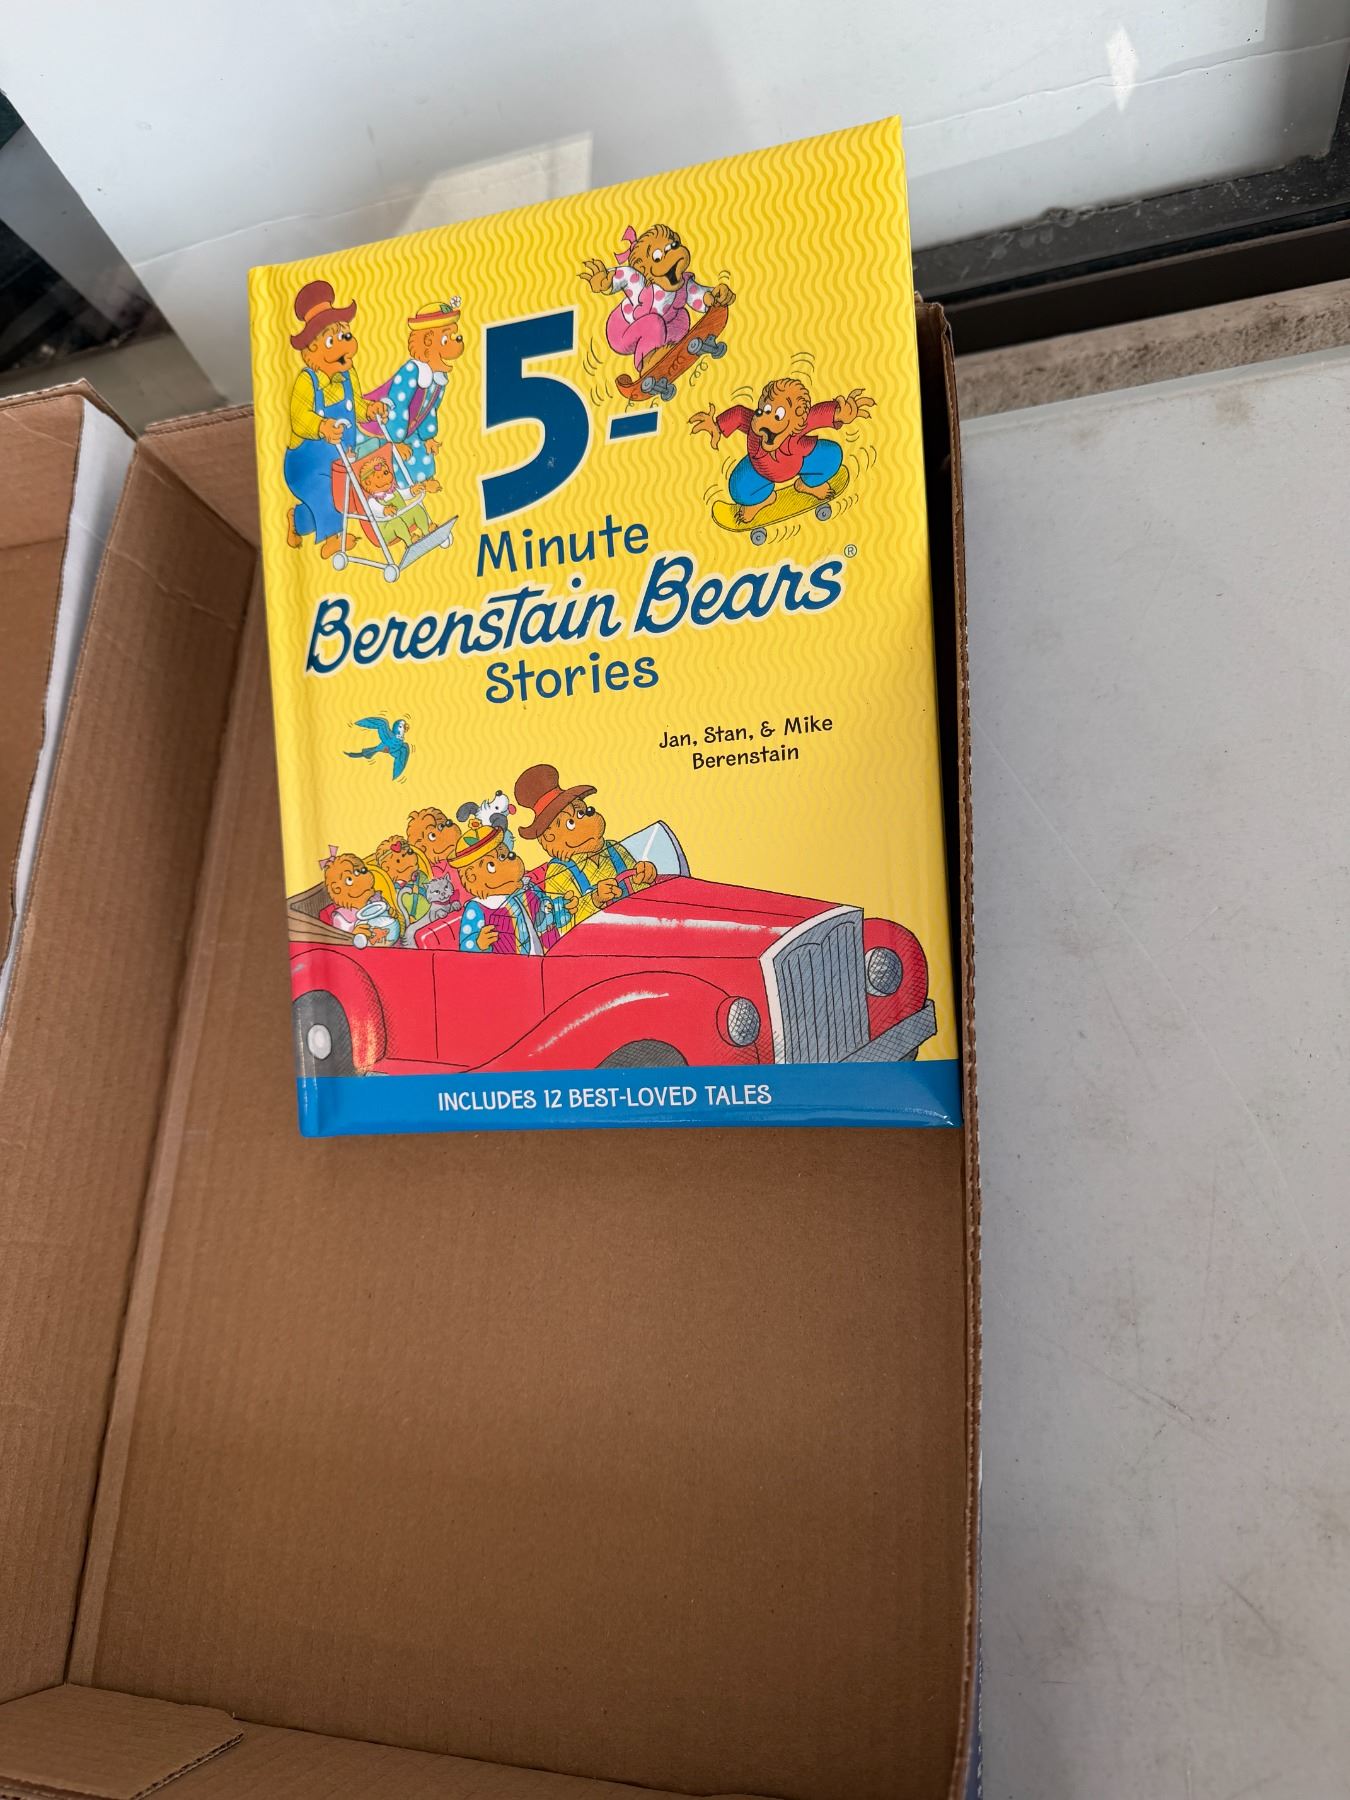 5-
Minute
Berenstain Bears®
Stories
Jan, Stan, & Mike
Berenstain
INCLUDES 12 BEST-LOVED TALES